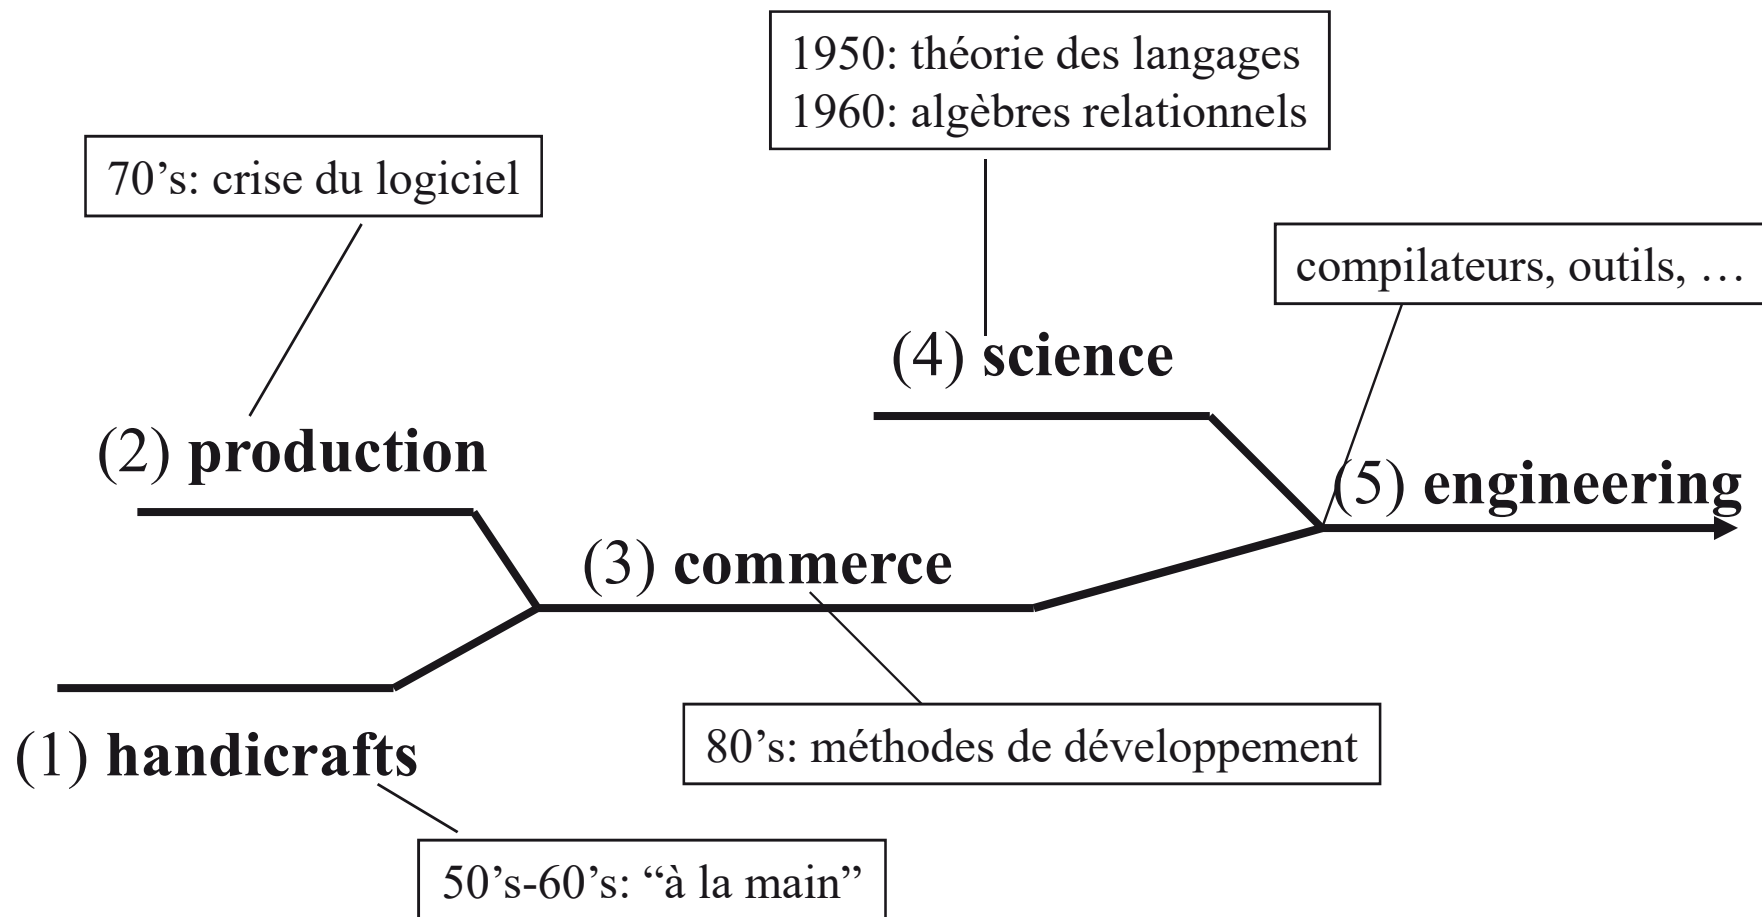 1950: théorie des langages
1960: algèbres relationnels
70’s: crise du logiciel
compilateurs, outils, …
(4) science
(2) production
(5) engineering
(3) commerce
80’s: méthodes de développement
(1) handicrafts
50’s-60’s: “à la main”